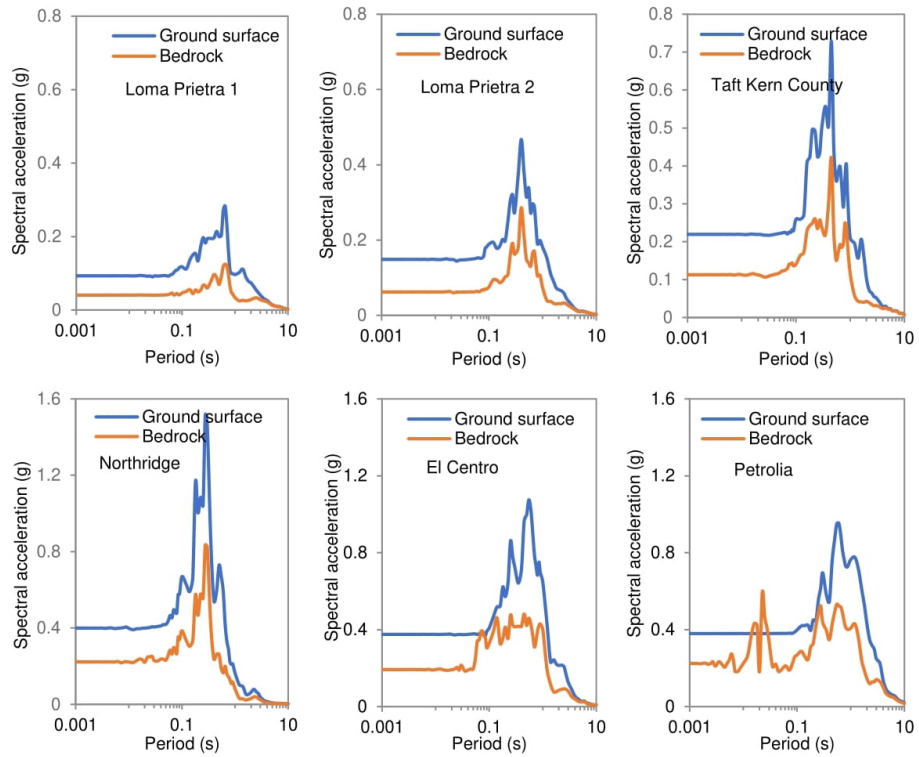 0.8
0.6
0.4
0.2
0
Spectral acceleration (g)
Ground surface
Bedrock
Loma Prietra 1
0.001 0.1 10
Period (s)
0.8
0.6
0.4
0.2
0
Spectral acceleration (g)
Ground surface
Bedrock
Loma Prietra 2
0.001 0.1 10
Period (s)
0.8
0.7
0.6
0.5
0.4
0.3
0.2
0.1
0
Spectral acceleration (g)
Ground surface
Bedrock
Taft Kern County
0.001 0.1 10
Period (s)
1.6
1.2
0.8
0.4
0
Spectral acceleration (g)
Ground surface
Bedrock
Northridge
0.001 0.1 10
Period (s)
1.6
1.2
0.8
0.4
0
Spectral acceleration (g)
Ground surface
Bedrock
El Centro
0.001 0.1 10
Period (s)
1.6
1.2
0.8
0.4
0
Spectral acceleration (g)
Ground surface
Bedrock
Petrolia
0.001 0.1 10
Period (s)